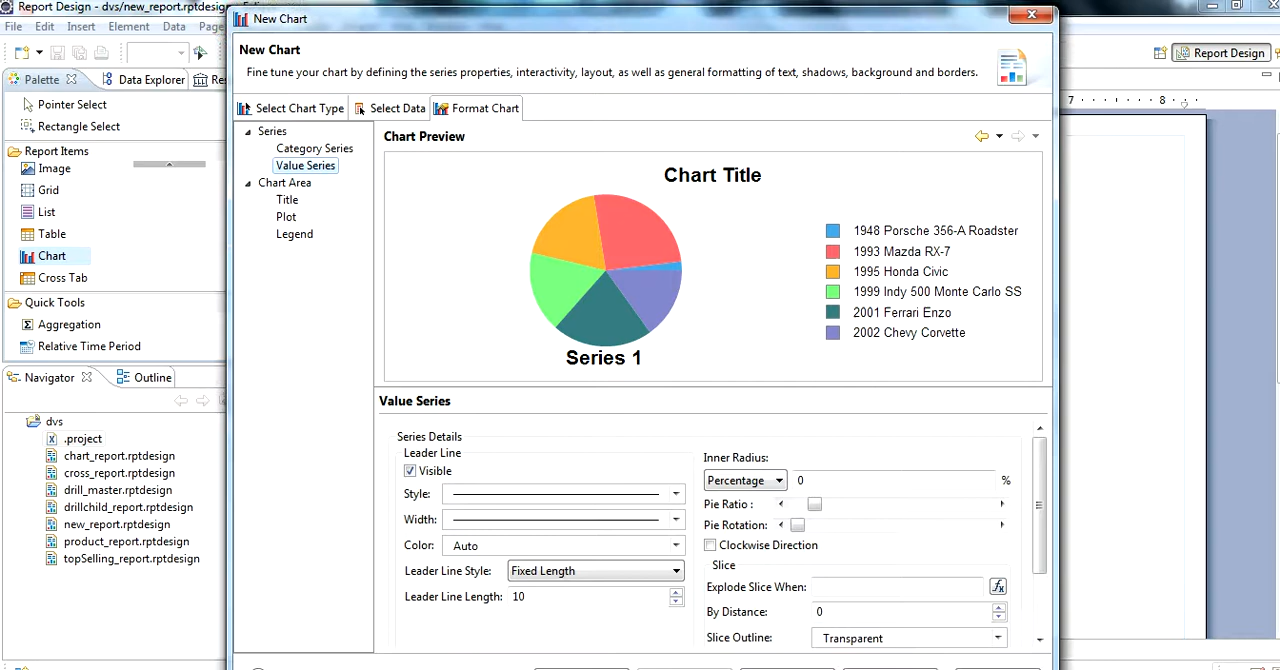 Report Design - dvs/new_report.rptdesign
New Chart
File Edit Insert Element Data Page
New Chart
Fine tune your chart by defining the series properties, interactivity, layout, as well as general formatting of text, shadows, background and borders.
Report Design
Palette Data Explorer Re
Select Chart Type Select Data Format Chart
7 8
Pointer Select
Rectangle Select
Report Items
Image
Grid
List
Table
Chart
Cross Tab
Quick Tools
Aggregation
Relative Time Period
Navigator Outline
dvs
.project
chart_report.rptdesign
cross_report.rptdesign
drill_master.rptdesign
drillchild_report.rptdesign
new_report.rptdesign
product_report.rptdesign
topSelling_report.rptdesign
Series
Category Series
Value Series
Chart Area
Title
Plot
Legend
Chart Preview
Chart Title
1948 Porsche 356-A Roadster
1993 Mazda RX-7
1995 Honda Civic
1999 Indy 500 Monte Carlo SS
2001 Ferrari Enzo
2002 Chevy Corvette
Series 1
Value Series
Series Details
Leader Line
Visible
Style:
Width:
Color: Auto
Leader Line Style: Fixed Length
Leader Line Length: 10
Inner Radius:
Percentage 0 %
Pie Ratio :
Pie Rotation:
Clockwise Direction
Slice
Explode Slice When: fx
By Distance: 0
Slice Outline: Transparent